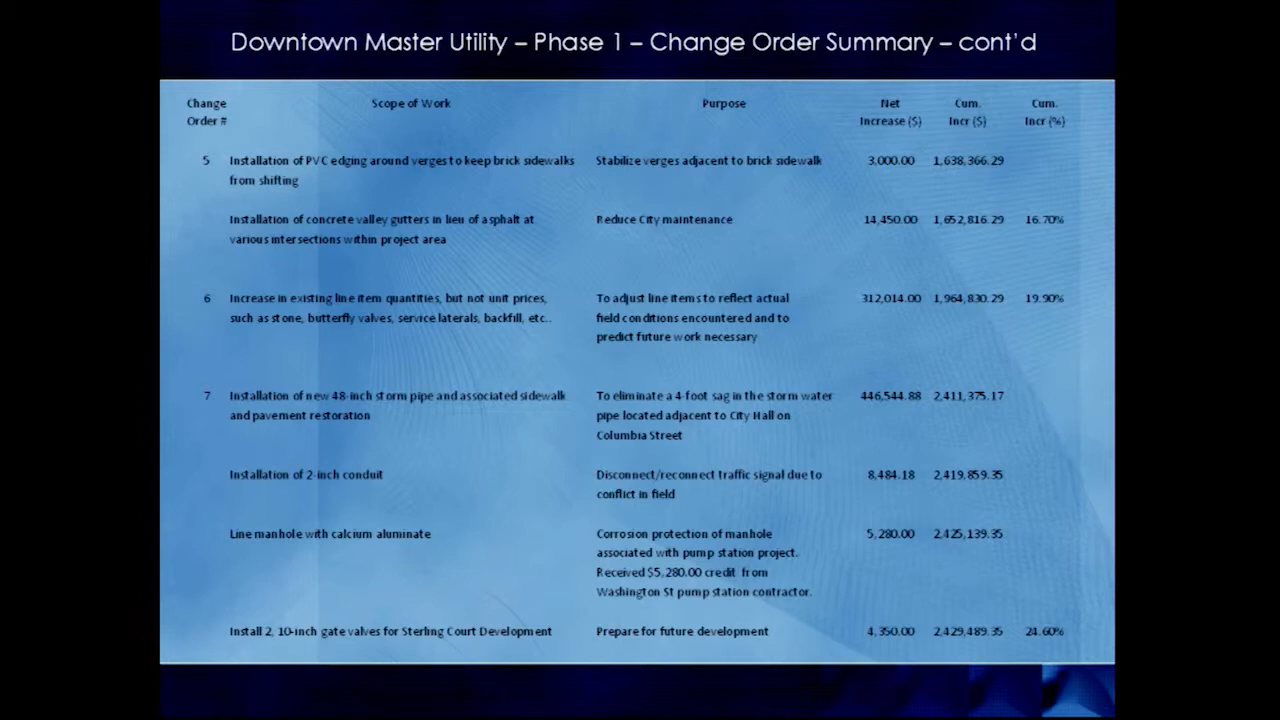 Downtown Master Utility – Phase 1 – Change Order Summary – cont'd
Change Scope of Work Purpose Net Cum. Cum.
Order # Increase ($) Incr ($) Incr (%)
5 Installation of PVC edging around verges to keep brick sidewalks Stabilize verges adjacent to brick sidewalk 3,000.00 1,638,366.29
from shifting
Installation of concrete valley gutters in lieu of asphalt at Reduce City maintenance 14,450.00 1,652,816.29 16.70%
various intersections within project area
6 Increase in existing line item quantities, but not unit prices, To adjust line items to reflect actual 312,014.00 1,964,830.29 19.90%
such as stone, butterfly valves, service laterals, backfill, etc.. field conditions encountered and to
predict future work necessary
7 Installation of new 48-inch storm pipe and associated sidewalk To eliminate a 4-foot sag in the storm water 446,544.88 2,411,375.17
and pavement restoration pipe located adjacent to City Hall on
Columbia Street
Installation of 2-inch conduit Disconnect/reconnect traffic signal due to 8,484.18 2,419,859.35
conflict in field
Line manhole with calcium aluminate Corrosion protection of manhole 5,280.00 2,425,139.35
associated with pump station project.
Received $5,280.00 credit from
Washington St pump station contractor.
Install 2, 10-inch gate valves for Sterling Court Development Prepare for future development 4,350.00 2,429,489.35 24.60%